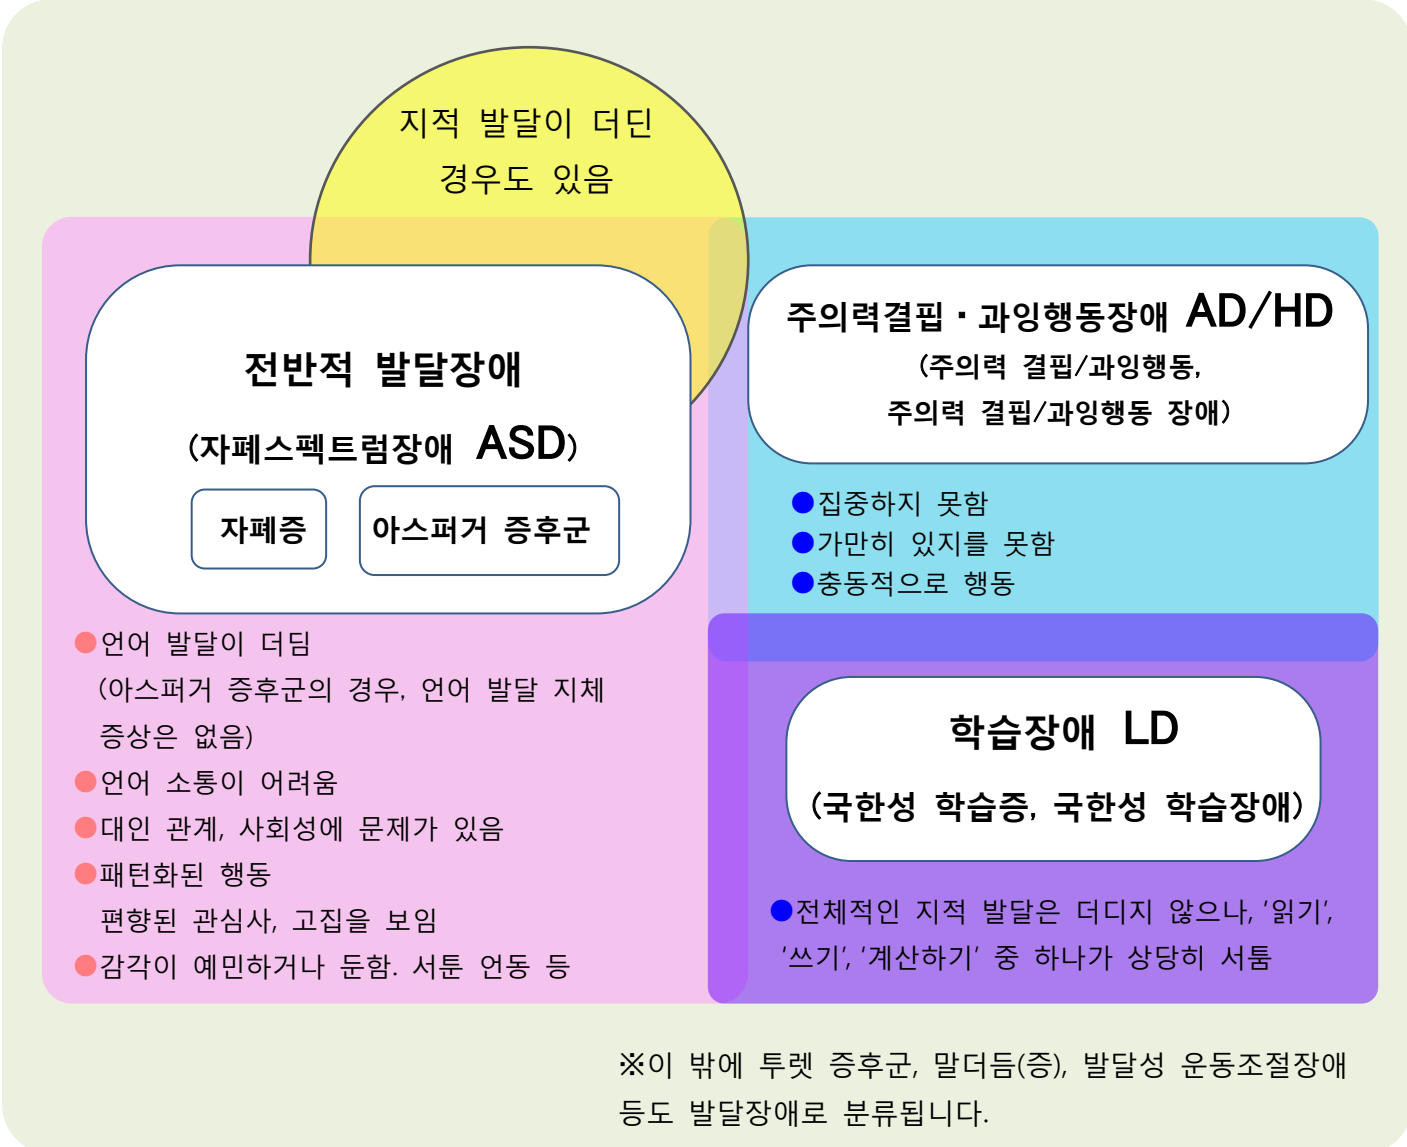 지적 발달이 더딘
경우도 있음
전반적 발달장애
(자폐스펙트럼장애 ASD)
자폐증
아스퍼거 증후군
●언어 발달이 더딤
(아스퍼거 증후군의 경우, 언어 발달 지체
증상은 없음)
●언어 소통이 어려움
●대인 관계, 사회성에 문제가 있음
●패턴화된 행동
편향된 관심사, 고집을 보임
●감각이 예민하거나 둔함. 서툰 언동 등
주의력결핍·과잉행동장애 AD/HD
(주의력 결핍/과잉행동,
주의력 결핍/과잉행동 장애)
●집중하지 못함
●가만히 있지를 못함
●충동적으로 행동
학습장애 LD
(국한성 학습증, 국한성 학습장애)
●전체적인 지적 발달은 더디지 않으나, ‘읽기’,
‘쓰기’, ‘계산하기’ 중 하나가 상당히 서툶
※이 밖에 투렛 증후군, 말더듬(증), 발달성 운동조절장애
등도 발달장애로 분류됩니다.